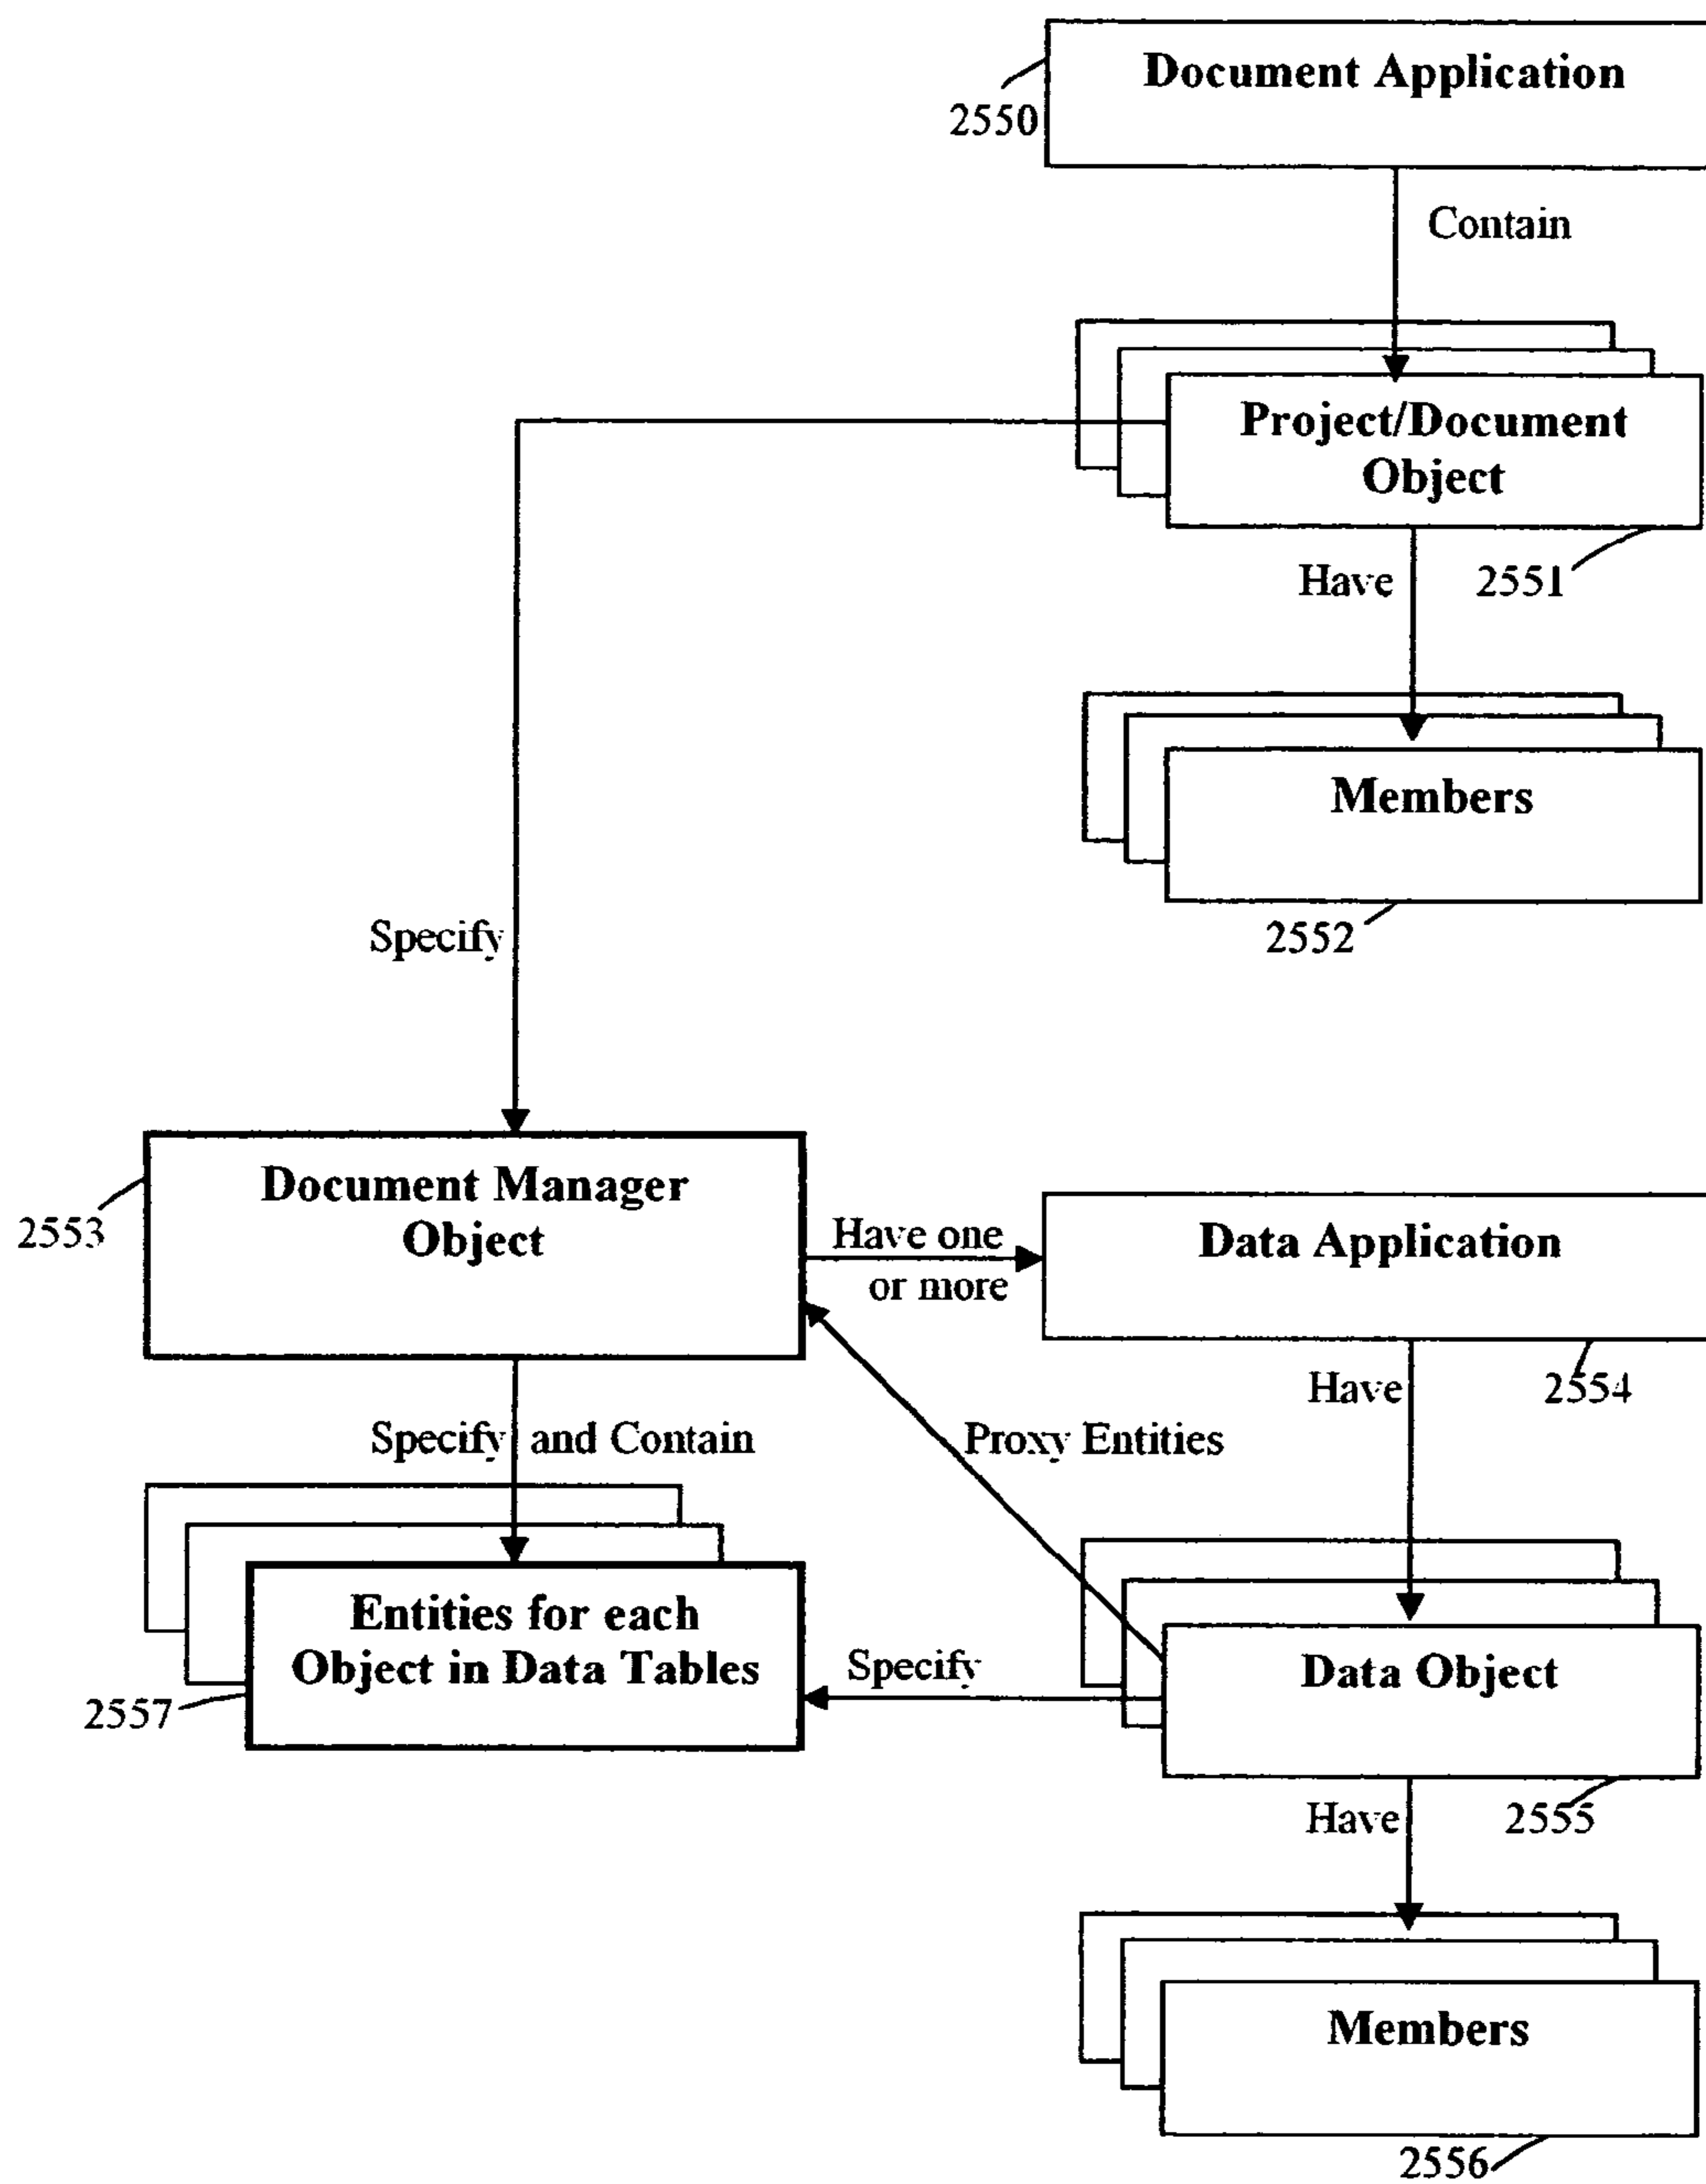 Document Application
2550
Contain
Project/Document
Object
Have
2551
Members
2552
Specify
Document Manager
Object
2553
Have one
or more
Data Application
2554
Have
Specify and Contain
Proxy Entities
Entities for each
Object in Data Tables
2557
Specify
Data Object
2555
Have
Members
2556